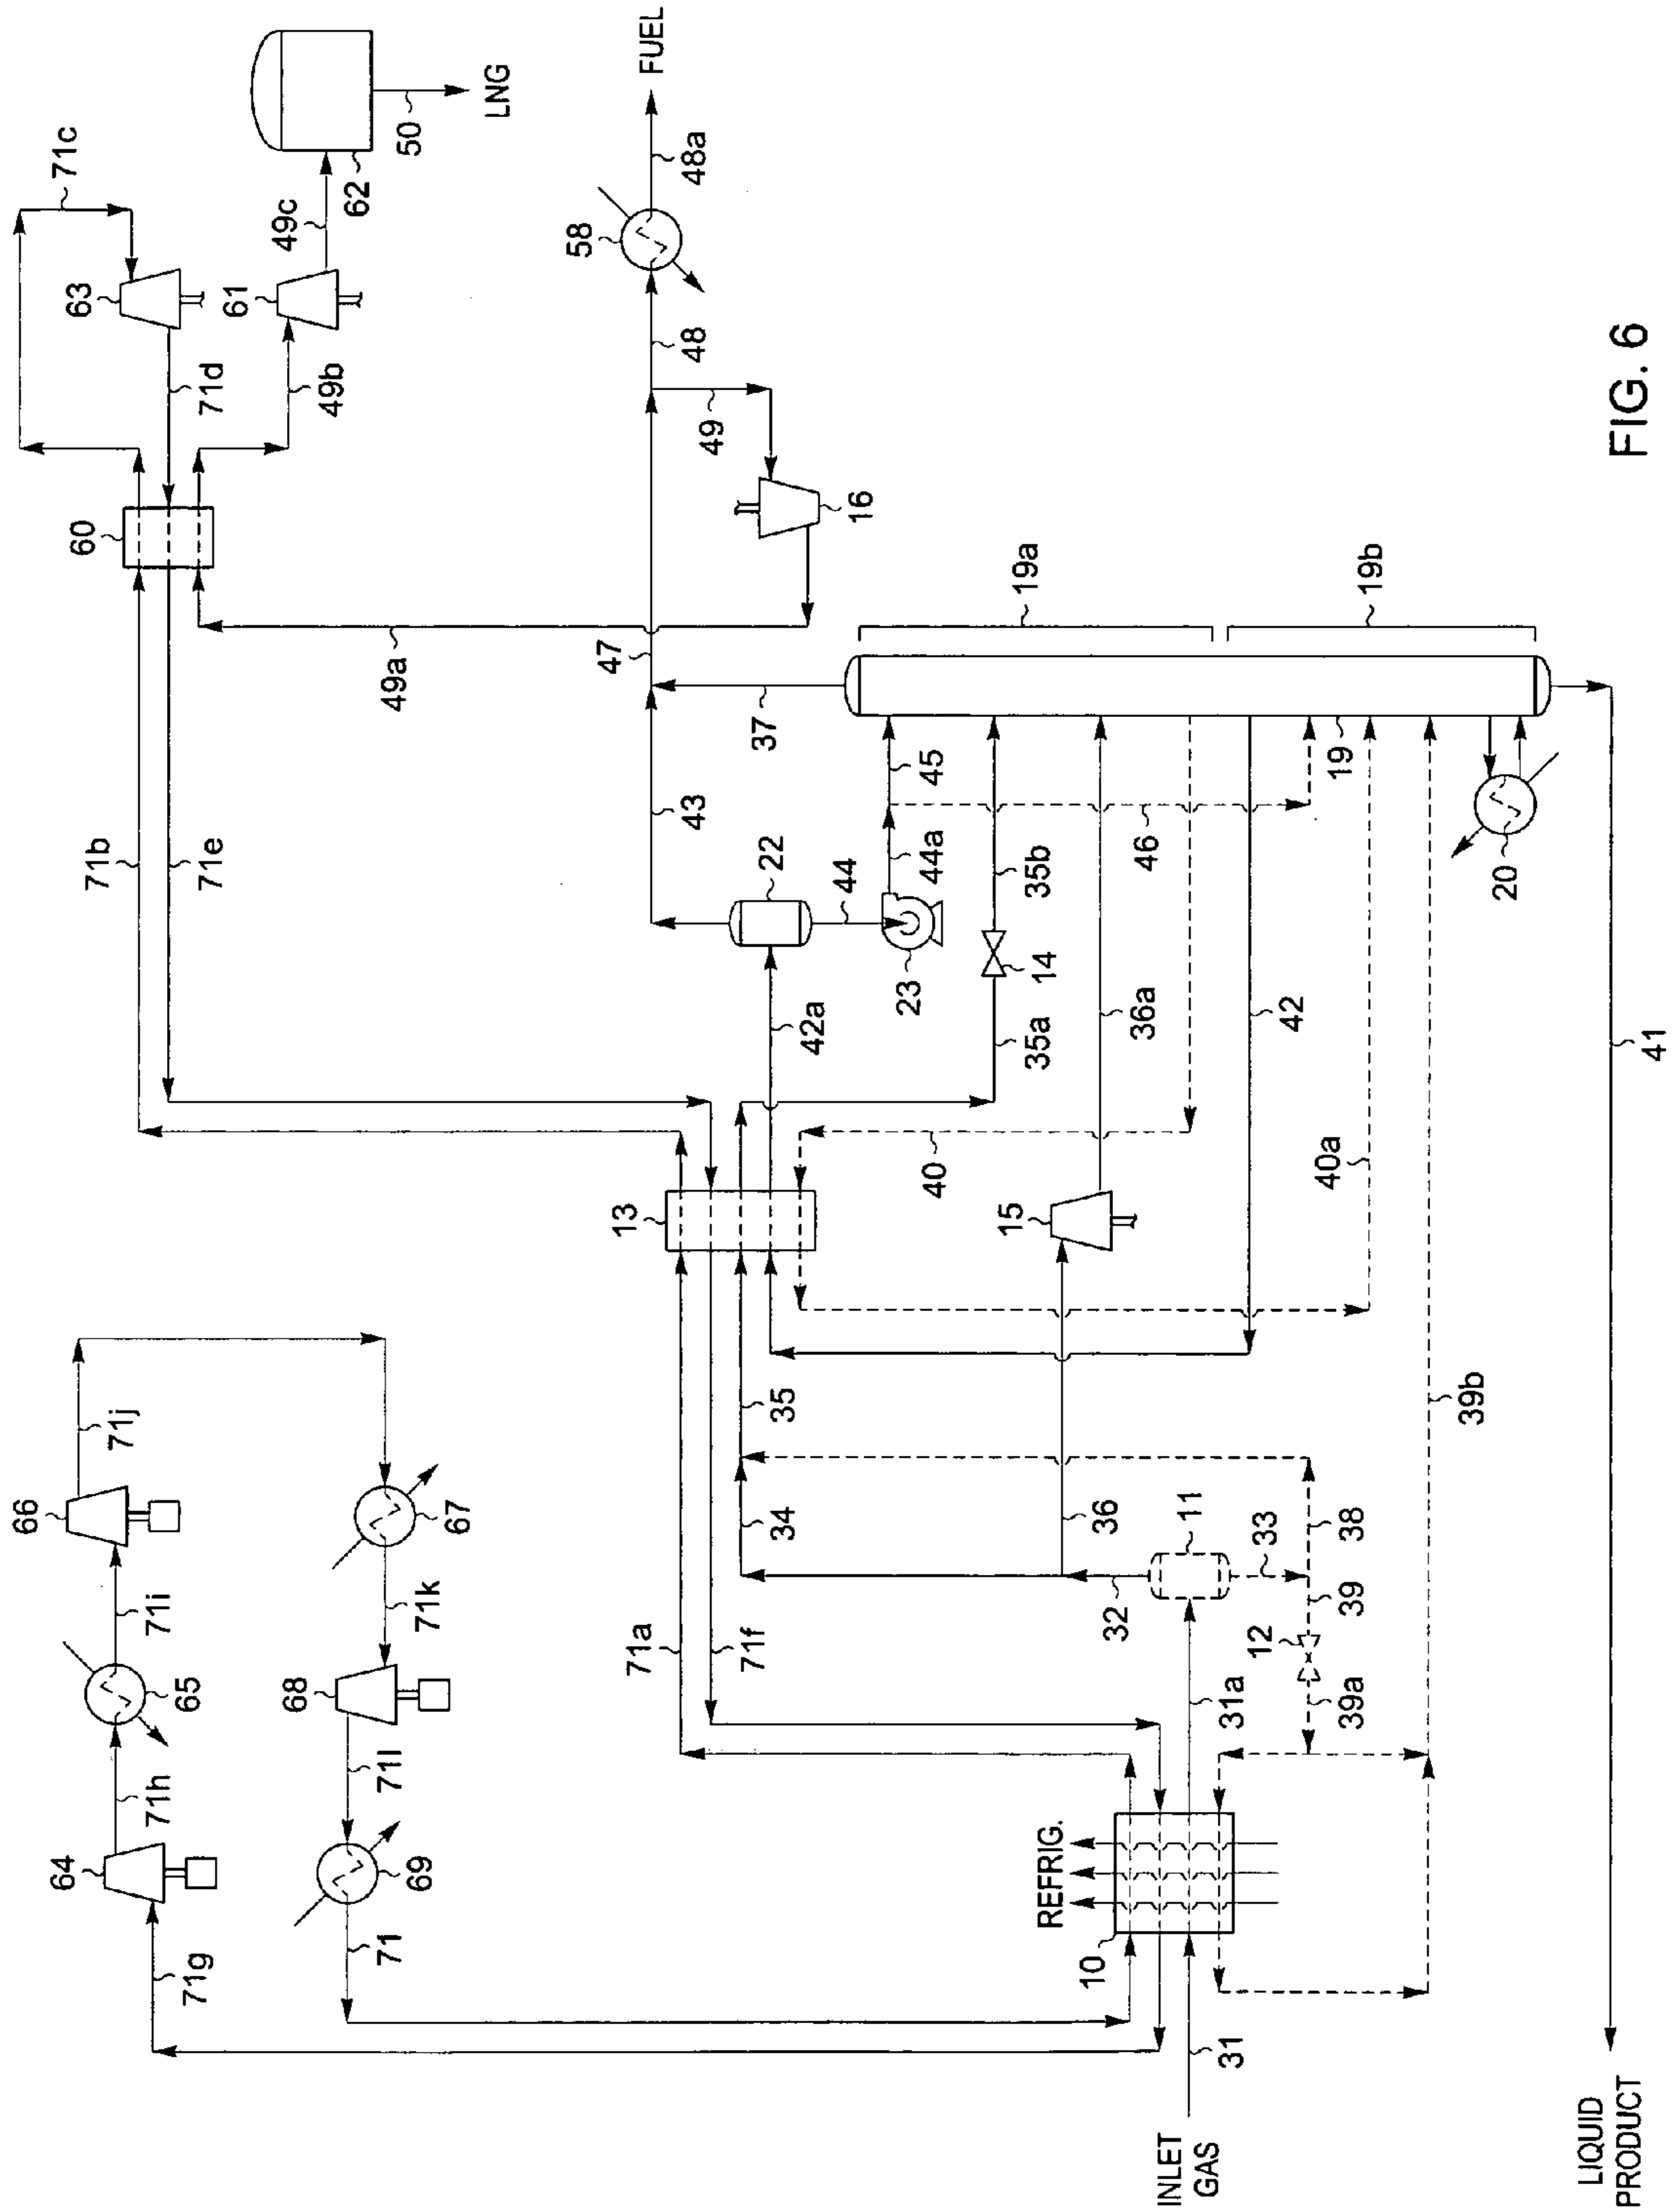 71c
63
61
49c
62
50
LNG
71d
49b
60
FUEL
48a
58
48
49
16
47
49a
71b
71e
43
37
22
44
45
44a
23
46
35b
14
35a
36a
42
42a
19a
19b
19
20
41
13
40
40a
15
35
34
36
39b
11
33
38
32
39
12
39a
31a
71a
71f
REFRIG.
10
31
INLET
GAS
66
71j
67
71i
71k
65
68
71h
71l
64
69
71g
71
LIQUID
PRODUCT
FIG. 6